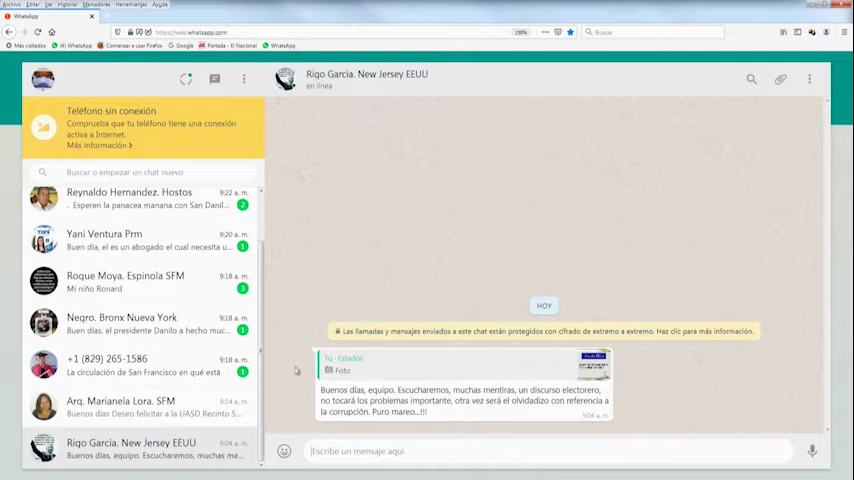 Archivo Editar Ver Historial Marcadores Herramientas Ayuda
WhatsApp
https://web.whatsapp.com
130%
Buscar
Más visitados
(4) WhatsApp
Comenzar a usar Firefox
Google
Portada - El Nacional
WhatsApp
Rigo Garcia. New Jersey EEUU
en línea
Teléfono sin conexión
Comprueba que tu teléfono tiene una conexión
activa a Internet.
Más información
Buscar o empezar un chat nuevo
Reynaldo Hernandez. Hostos
9:22 a. m.
. Esperen la panacea manana con San Danil...
2
Yani Ventura Prm
9:20 a. m.
Buen día, el es un abogado el cual necesita u...
1
Roque Moya. Espinola SFM
9:18 a. m.
Mi niño Ronard
3
Negro. Bronx Nueva York
9:18 a. m.
Buen día, el presidente Danilo a hecho muc...
1
+1 (829) 265-1586
9:18 a. m.
La circulación de San Francisco en qué está
1
Arq. Marianela Lora. SFM
9:14 a. m.
Buenos días Deseo felicitar a la UASD Recinto S...
Rigo Garcia. New Jersey EEUU
9:04 a. m.
Buenos días, equipo. Escucharemos, muchas me...
HOY
Las llamadas y mensajes enviados a este chat están protegidos con cifrado de extremo a extremo. Haz clic para más información.
Tú - Estados
Foto
Buenos días, equipo. Escucharemos, muchas mentiras, un discurso electorero,
no tocará los problemas importante, otra vez será el olvidadizo con referencia a
la corrupción. Puro mareo...!!!
9:04 a. m.
Escribe un mensaje aquí